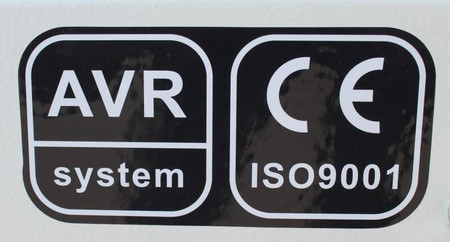 AVR
system
CE
ISO9001